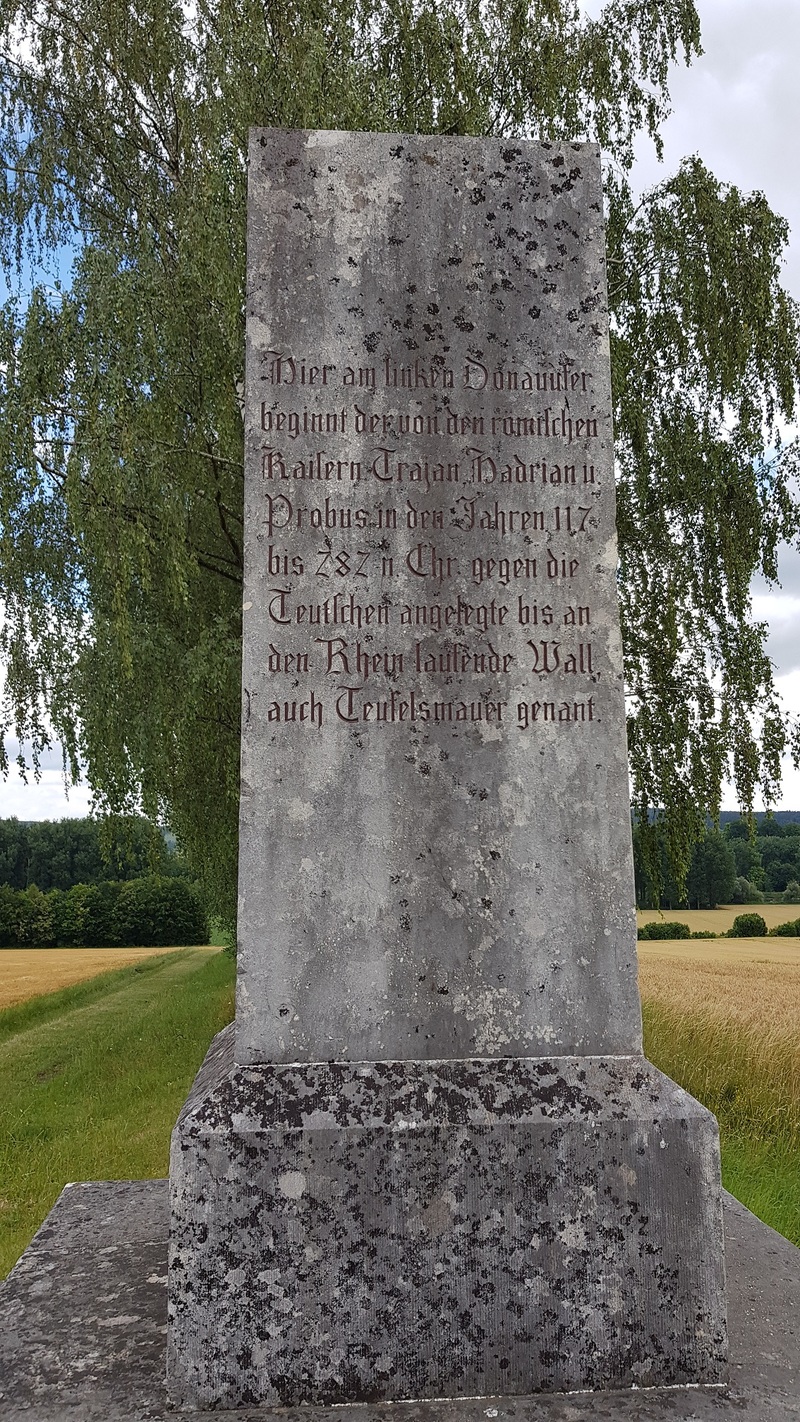 Hier am linken Donauufer
beginnt der von den römischen
Kaisern Trajan, Hadrian u.
Probus in den Jahren 117
bis 282 n. Chr. gegen die
Teutschen angelegte bis an
den Rhein laufende Wall
auch Teufelsmauer genant.